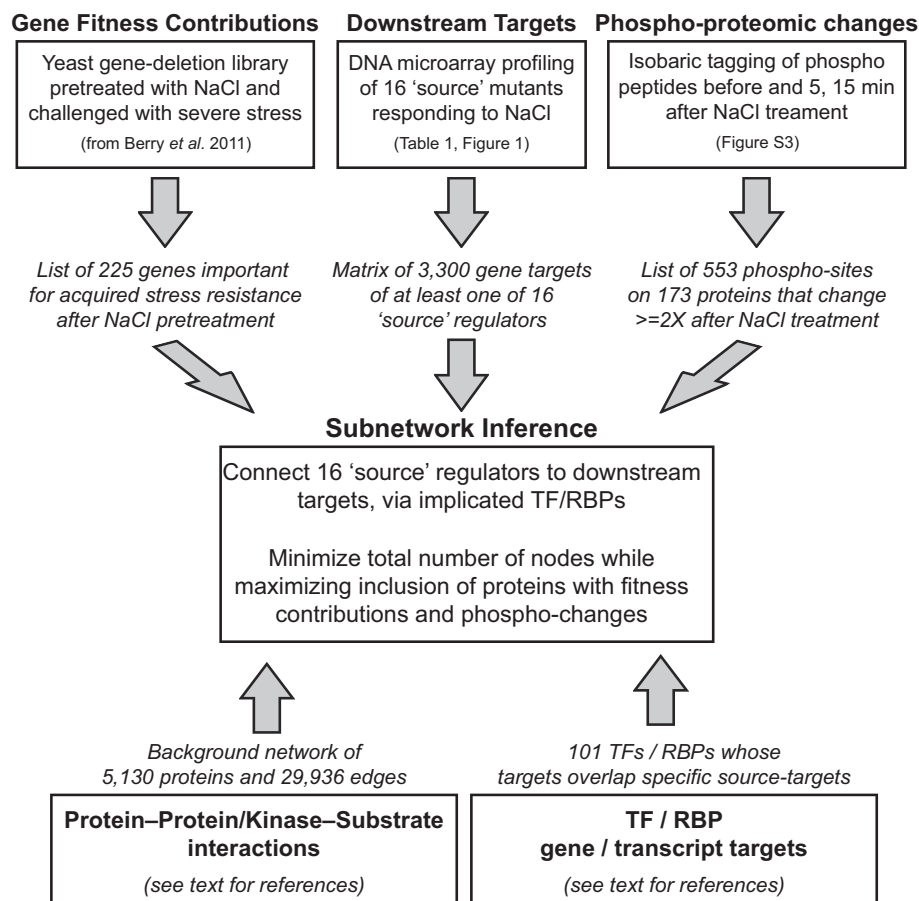 Gene Fitness Contributions
Yeast gene-deletion library
pretreated with NaCl and
challenged with severe stress
(from Berry et al. 2011)
Downstream Targets
DNA microarray profiling
of 16 ‘source’ mutants
responding to NaCl
(Table 1, Figure 1)
Phospho-proteomic changes
Isobaric tagging of phospho
peptides before and 5, 15 min
after NaCl treament
(Figure S3)
List of 225 genes important
for acquired stress resistance
after NaCl pretreatment
Matrix of 3,300 gene targets
of at least one of 16
‘source’ regulators
List of 553 phospho-sites
on 173 proteins that change
>=2X after NaCl treatment
Subnetwork Inference
Connect 16 ‘source’ regulators to downstream
targets, via implicated TF/RBPs
Minimize total number of nodes while
maximizing inclusion of proteins with fitness
contributions and phospho-changes
Background network of
5,130 proteins and 29,936 edges
Protein–Protein/Kinase–Substrate
interactions
(see text for references)
101 TFs / RBPs whose
targets overlap specific source-targets
TF / RBP
gene / transcript targets
(see text for references)